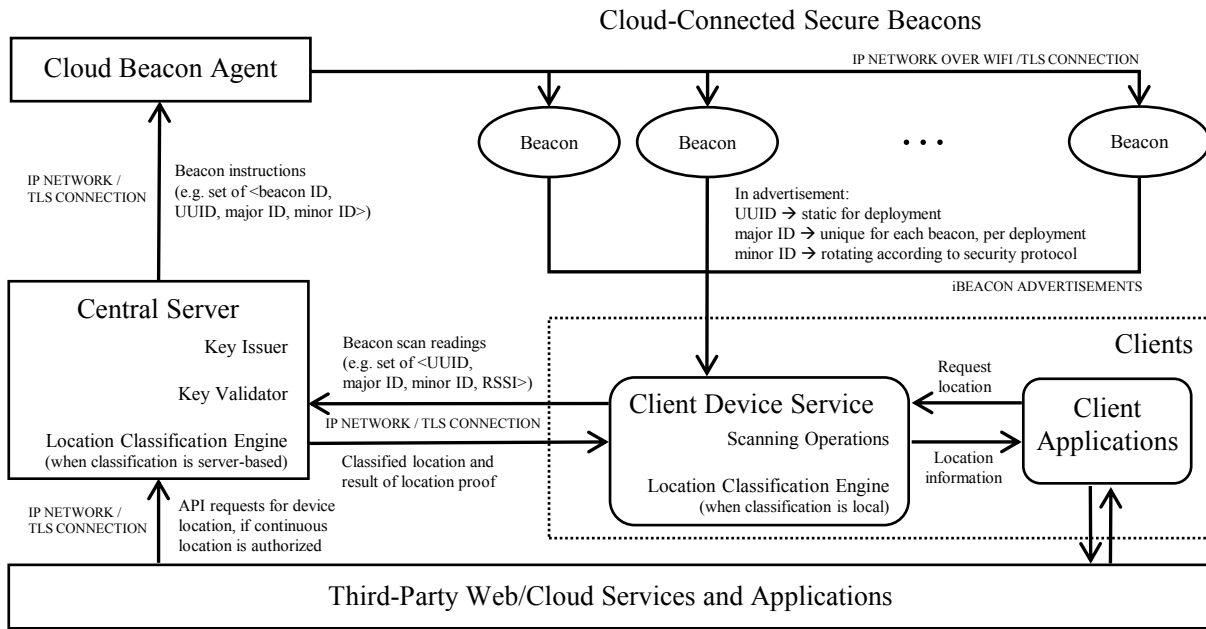 Cloud-Connected Secure Beacons
Cloud Beacon Agent
IP NETWORK OVER WIFI /TLS CONNECTION
Beacon
Beacon
. . .
Beacon
IP NETWORK /
TLS CONNECTION
Beacon instructions
(e.g. set of <beacon ID,
UUID, major ID, minor ID>)
In advertisement:
UUID → static for deployment
major ID → unique for each beacon, per deployment
minor ID → rotating according to security protocol
iBEACON ADVERTISEMENTS
Central Server
Key Issuer
Key Validator
Location Classification Engine
(when classification is server-based)
Beacon scan readings
(e.g. set of <UUID,
major ID, minor ID, RSSI>)
IP NETWORK / TLS CONNECTION
Classified location and
result of location proof
Clients
Client Device Service
Scanning Operations
Location Classification Engine
(when classification is local)
Request
location
Location
information
Client
Applications
IP NETWORK /
TLS CONNECTION
API requests for device
location, if continuous
location is authorized
Third-Party Web/Cloud Services and Applications